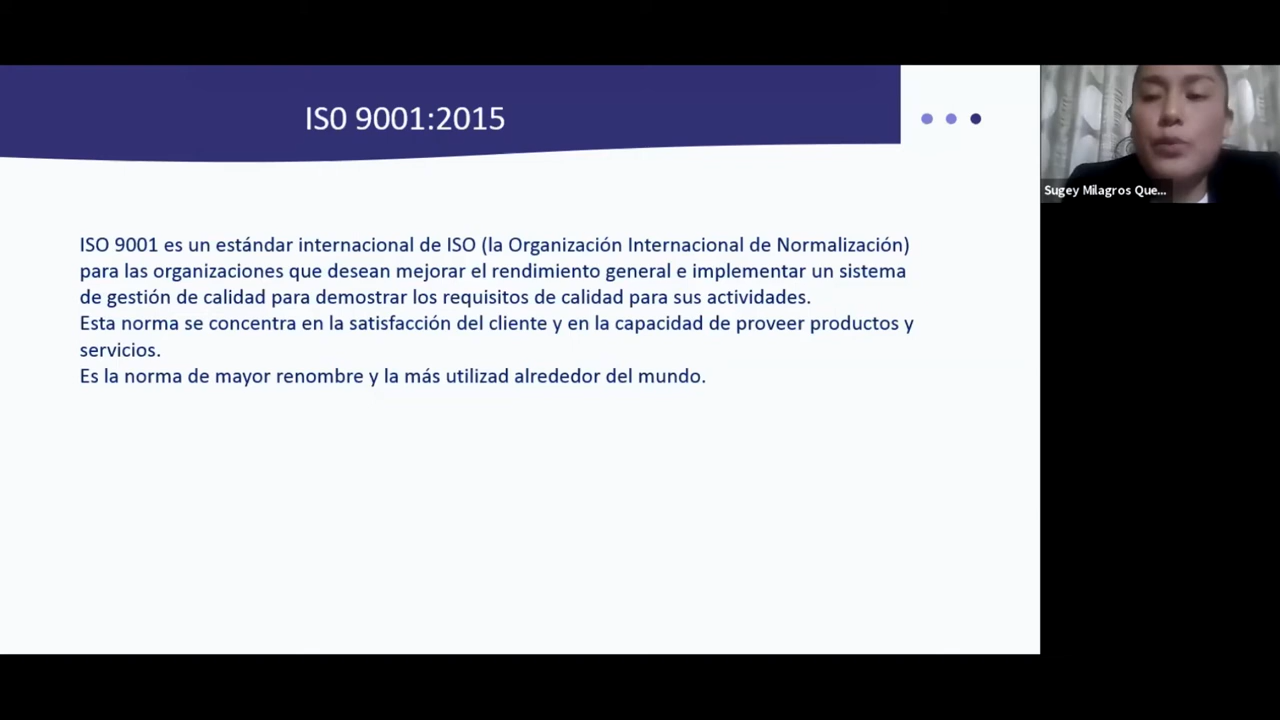 IS0 9001:2015
ISO 9001 es un estándar internacional de ISO (la Organización Internacional de Normalización)
para las organizaciones que desean mejorar el rendimiento general e implementar un sistema
de gestión de calidad para demostrar los requisitos de calidad para sus actividades.
Esta norma se concentra en la satisfacción del cliente y en la capacidad de proveer productos y
servicios.
Es la norma de mayor renombre y la más utilizad alrededor del mundo.
Sugey Milagros Que...